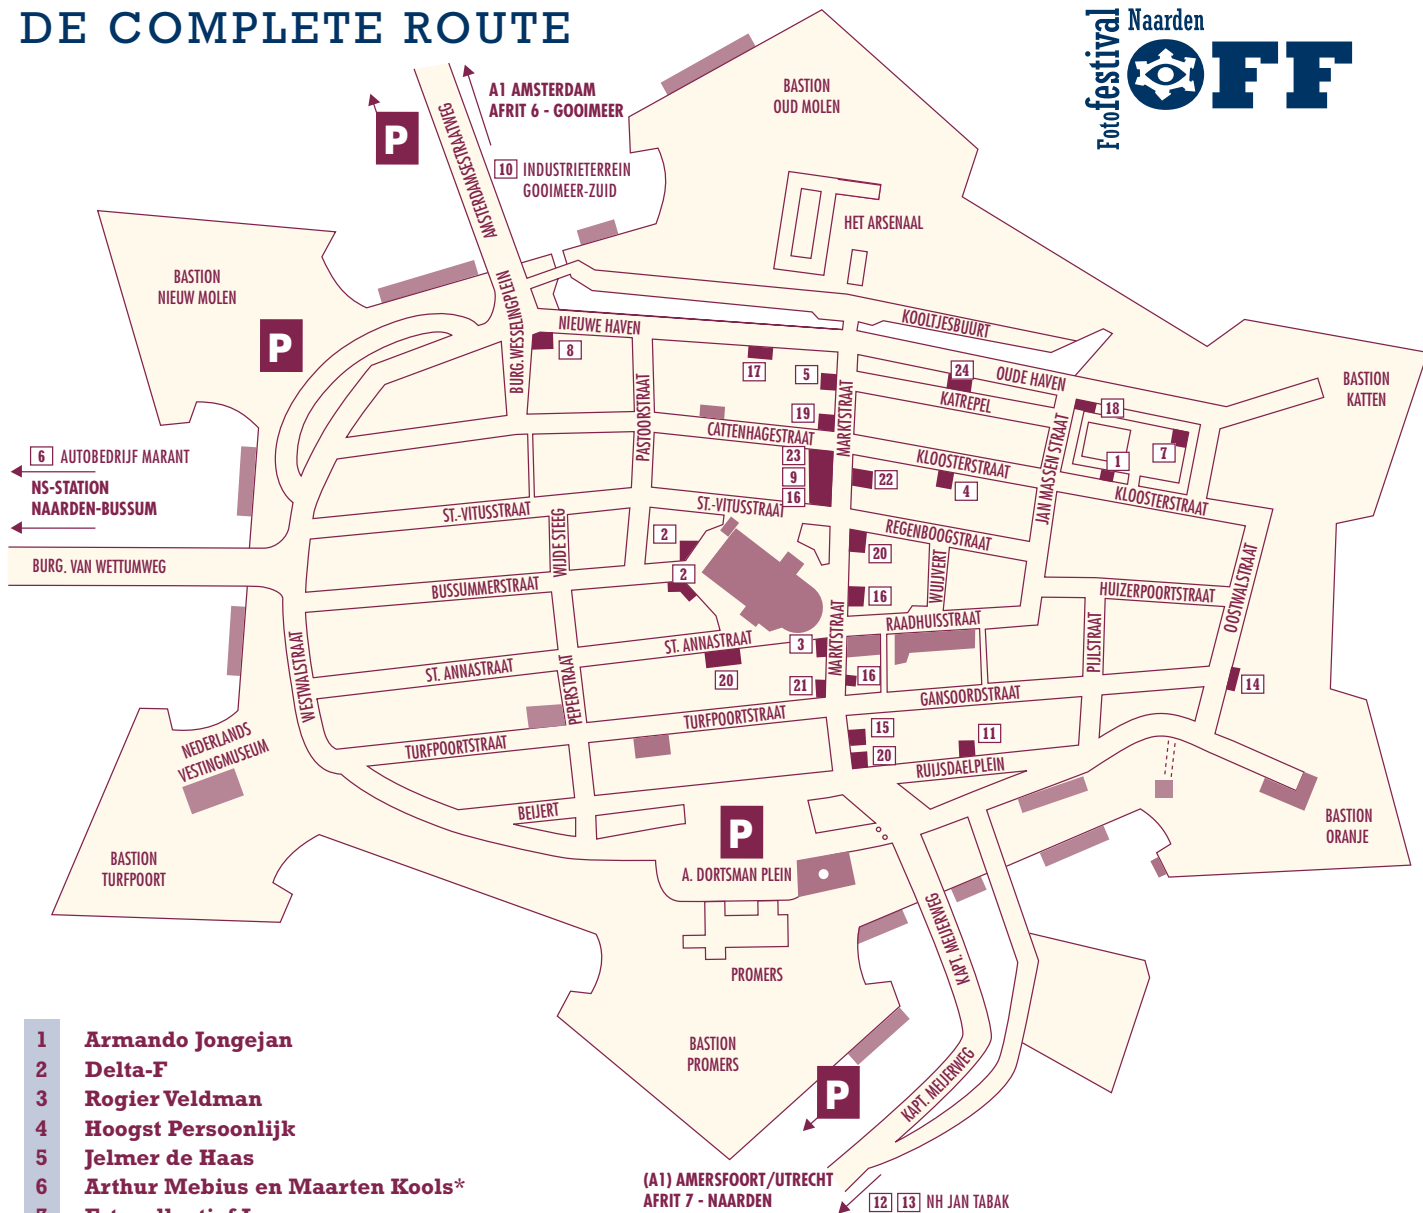 DE COMPLETE ROUTE
Fotofestival
Naarden
OFF
A1 AMSTERDAM
AFRIT 6 - GOOIMEER
P
AMSTERDAMSESTRAATWEG
10 INDUSTRIETERREIN
GOOIMEER-ZUID
BASTION
OUD MOLEN
HET ARSENAAL
BASTION
NIEUW MOLEN
P
BURG. WESSELINGPLEIN
NIEUWE HAVEN
KOOLTJESBUURT
8
17
5
24
OUDE HAVEN
KATREPEL
BASTION
KATTEN
PASTOORSTRAAT
MARKTSTRAAT
19
18
CATTENHAGESTRAAT
JAN MASSEN STRAAT
7
1
6 AUTOBEDRIJF MARANT
NS-STATION
NAARDEN-BUSSUM
23
9
16
22
KLOOSTERSTRAAT
4
KLOOSTERSTRAAT
ST.-VITUSSTRAAT
ST.-VITUSSTRAAT
WIJDE STEEG
2
2
REGENBOOGSTRAAT
20
WUIJVERT
16
BURG. VAN WETTUMWEG
BUSSUMMERSTRAAT
HUIZERPOORTSTRAAT
OOSTWALSTRAAT
RAADHUISSTRAAT
PIJLSTRAAT
WESTWALSTRAAT
ST. ANNASTRAAT
ST. ANNASTRAAT
3
MARKTSTRAAT
20
21
16
14
PEPERSTRAAT
GANSOORDSTRAAT
TURFPOORTSTRAAT
TURFPOORTSTRAAT
15
20
11
RUIJSDAELPLEIN
NEDERLANDS
VESTINGMUSEUM
BEIJERT
P
A. DORTSMAN PLEIN
BASTION
ORANJE
BASTION
TURFPOORT
KAPT. MEIJERWEG
PROMERS
BASTION
PROMERS
P
KAPT. MEIJERWEG
(A1) AMERSFOORT/UTRECHT
AFRIT 7 - NAARDEN
12 13 NH JAN TABAK
1 Armando Jongejan
2 Delta-F
3 Rogier Veldman
4 Hoogst Persoonlijk
5 Jelmer de Haas
6 Arthur Mebius en Maarten Kools*